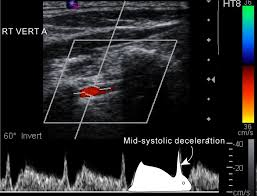 HT8
36
RT VERT A
36
cm/s
Mid-systolic deceleration
60° Invert
-40
-20
cm/s